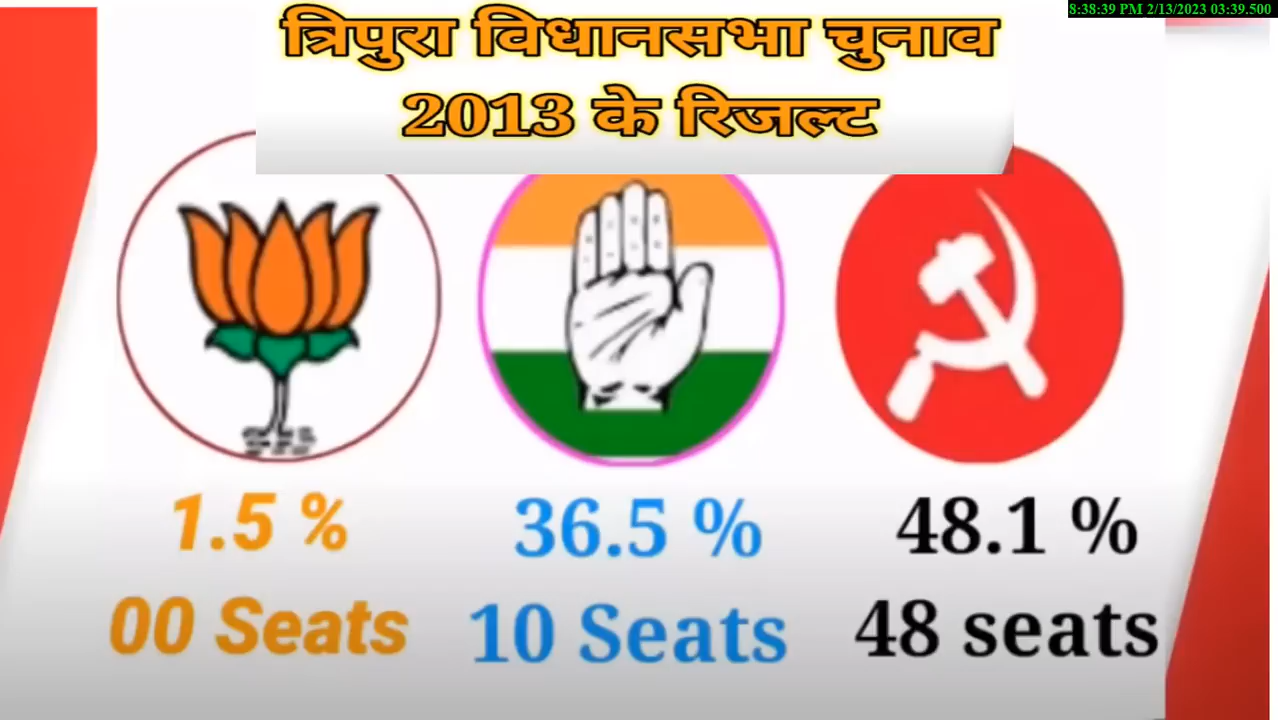 8:38:39 PM 2/13/2023 03:39.500
त्रिपुरा विधानसभा चुनाव
2013 के रिजल्ट
1.5 % 36.5 % 48.1 %
00 Seats 10 Seats 48 seats